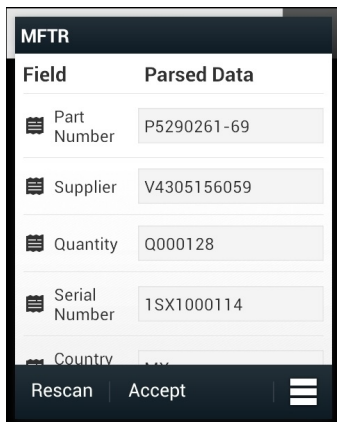 MFTR
Field Parsed Data
Part Number P5290261-69
Supplier V4305156059
Quantity Q000128
Serial Number 1SX1000114
Country
Rescan Accept